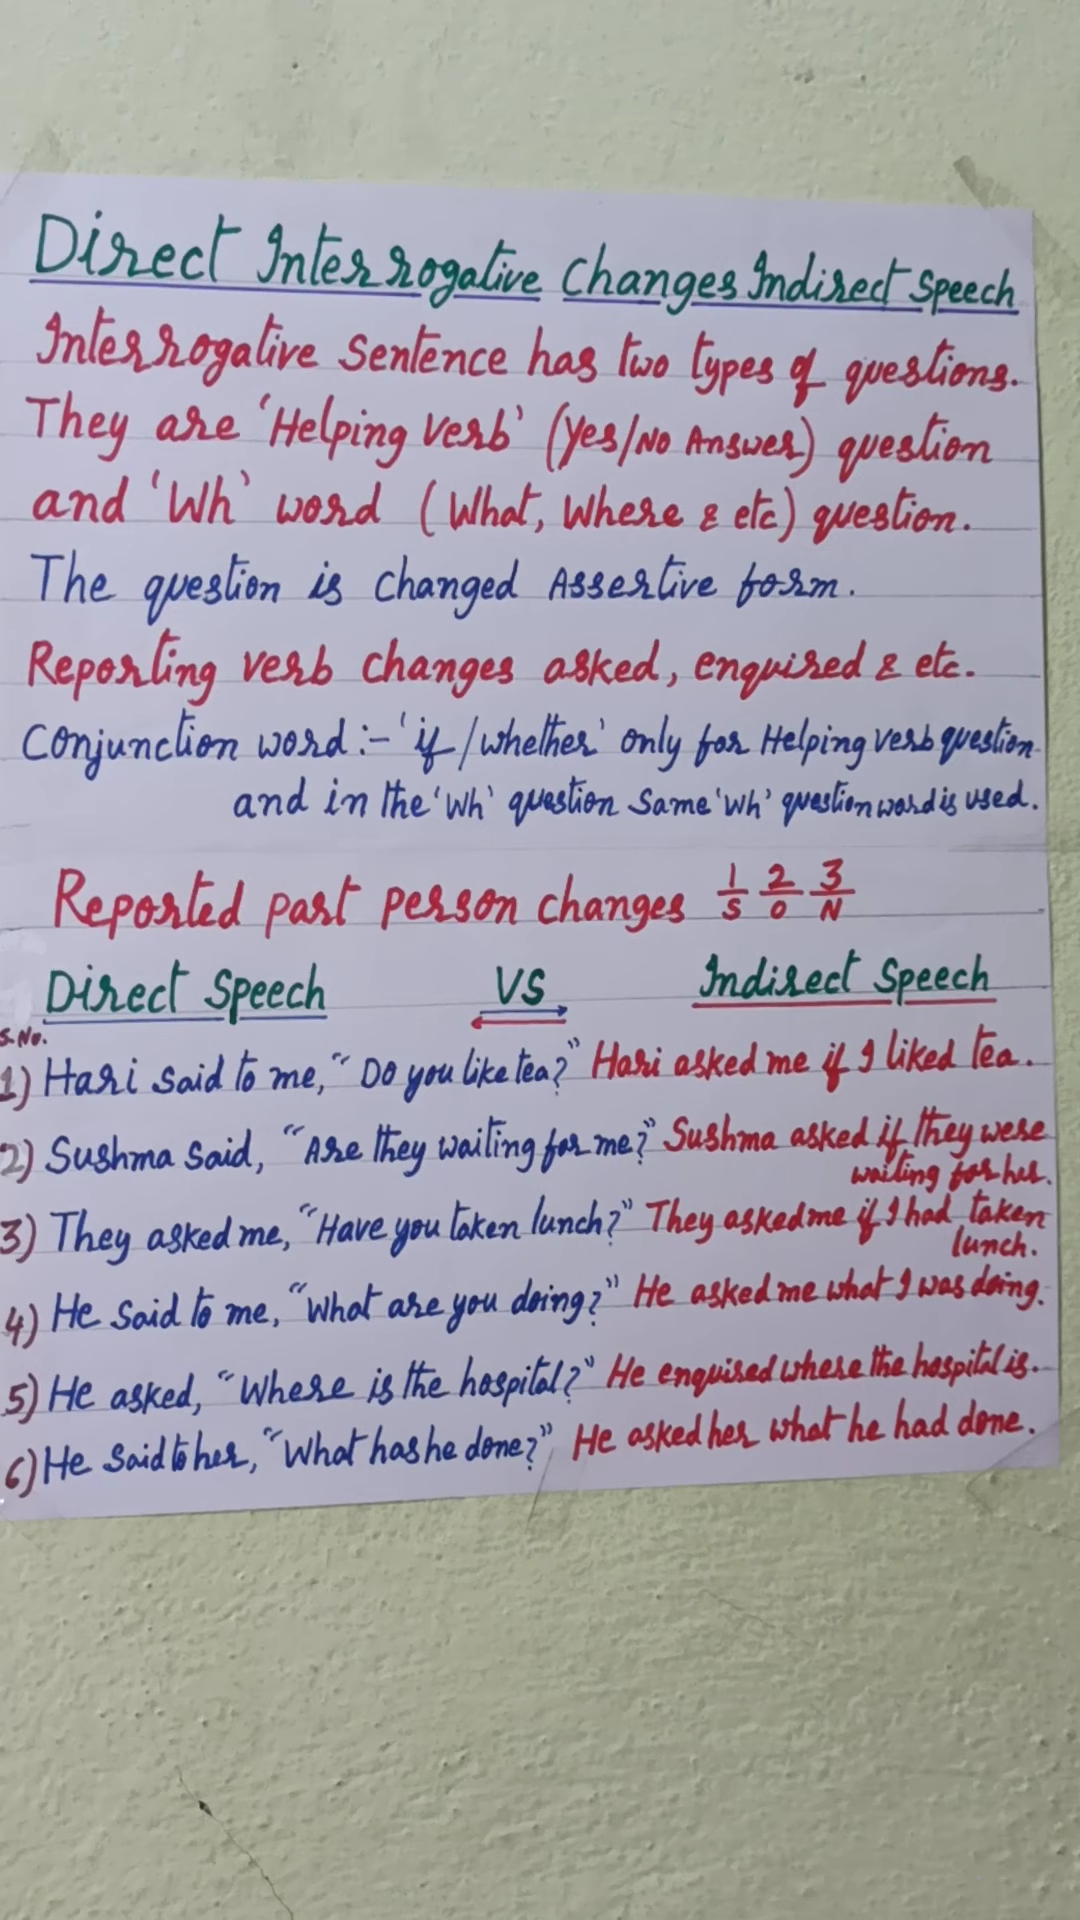 Direct Interrogative Changes Indirect Speech
Interrogative Sentence has two types of questions.
They are 'Helping verb' (Yes/No Answer) question
and 'Wh' word (What, Where & etc) question.
The question is changed Assertive form.
Reporting verb changes asked, enquired & etc.
Conjunction word :- 'if/whether' only for Helping verb question
and in the 'Wh' question same 'Wh' question word is used.
Reported past person changes 1/S 2/O 3/N
Direct Speech VS Indirect Speech
S.No.
1) Hari said to me, "Do you like tea?" Hari asked me if I liked tea.
2) Sushma said, "Are they waiting for me?" Sushma asked if they were
waiting for her.
3) They asked me, "Have you taken lunch?" They asked me if I had taken
lunch.
4) He said to me, "What are you doing?" He asked me what I was doing.
5) He asked, "Where is the hospital?" He enquired where the hospital is.
6) He said to her, "What has he done?" He asked her what he had done.